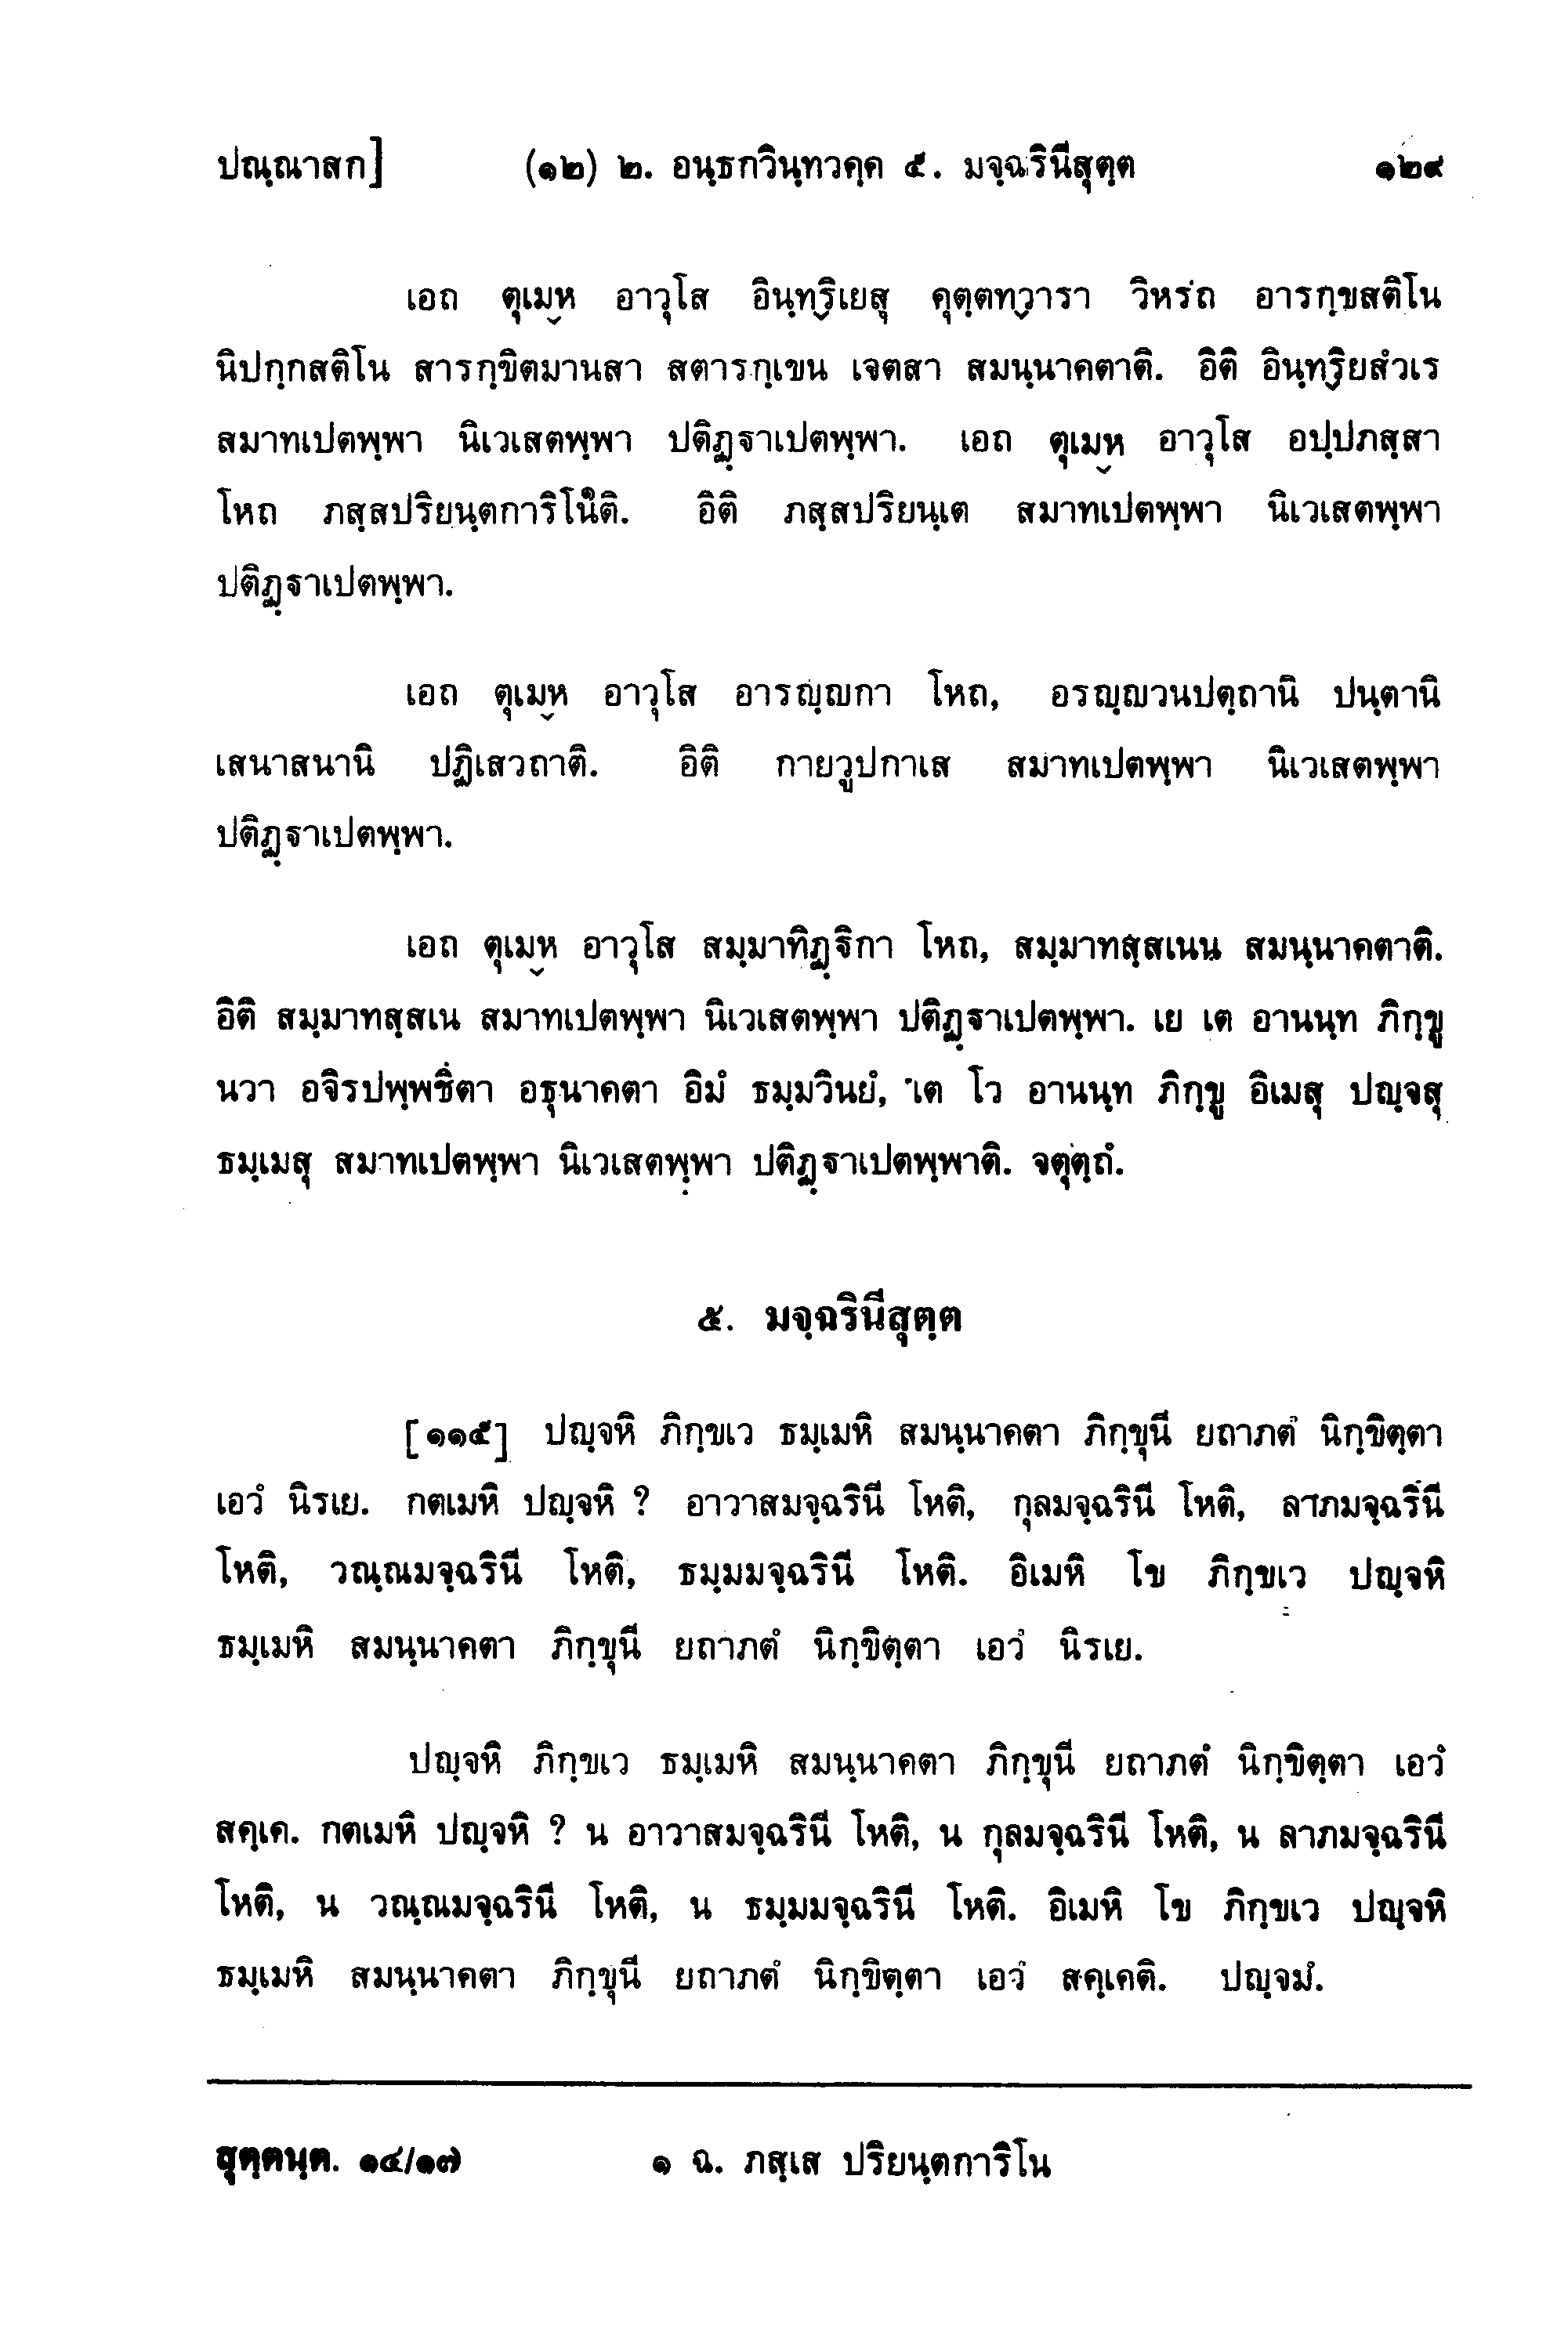 ปณฺณาสก] (๑๒) ๒. อนฺธกวินฺทวคฺค ๕. มจฺฉรินีสุตฺต ๑๒๙
เอถ ตุเมฺห อาวุโส อินฺทฺริเยสุ คุตฺตทฺวารา วิหรถ อารกฺขสติโน
นิปกฺกสติโน สารกฺขิตมานสา สตารกฺเขน เจตสา สมนฺนาคตาติ. อิติ อินฺทฺริยสํวเร
สมาทเปตพฺพา นิเวเสตพฺพา ปติฏฺฐาเปตพฺพา. เอถ ตุเมฺห อาวุโส อปฺปภสฺสา
โหถ ภสฺสปริยนฺตการิโน๑ติ. อิติ ภสฺสปริยนฺเต สมาทเปตพฺพา นิเวเสตพฺพา
ปติฏฺฐาเปตพฺพา.
เอถ ตุเมฺห อาวุโส อารญฺญกา โหถ, อรญฺญวนปตฺถานิ ปนฺตานิ
เสนาสนานิ ปฏิเสวถาติ. อิติ กายวูปกาเส สมาทเปตพฺพา นิเวเสตพฺพา
ปติฏฺฐาเปตพฺพา.
เอถ ตุเมฺห อาวุโส สมฺมาทิฏฺฐิกา โหถ, สมฺมาทสฺสเนน สมนฺนาคตาติ.
อิติ สมฺมาทสฺสเน สมาทเปตพฺพา นิเวเสตพฺพา ปติฏฺฐาเปตพฺพา. เย เต อานนฺท ภิกฺขู
นวา อจิรปพฺพชิตา อธุนาคตา อิมํ ธมฺมวินยํ, เต โว อานนฺท ภิกฺขู อิเมสุ ปญฺจสุ
ธมฺเมสุ สมาทเปตพฺพา นิเวเสตพฺพา ปติฏฺฐาเปตพฺพาติ. จตุตฺถํ.
๕. มจฺฉรินีสุตฺต
[๑๑๕] ปญฺจหิ ภิกฺขเว ธมฺเมหิ สมนฺนาคตา ภิกฺขุนี ยถาภตํ นิกฺขิตฺตา
เอวํ นิรเย. กตเมหิ ปญฺจหิ ? อาวาสมจฺฉรินี โหติ, กุลมจฺฉรินี โหติ, ลาภมจฺฉรินี
โหติ, วณฺณมจฺฉรินี โหติ, ธมฺมมจฺฉรินี โหติ. อิเมหิ โข ภิกฺขเว ปญฺจหิ
ธมฺเมหิ สมนฺนาคตา ภิกฺขุนี ยถาภตํ นิกฺขิตฺตา เอวํ นิรเย.
ปญฺจหิ ภิกฺขเว ธมฺเมหิ สมนฺนาคตา ภิกฺขุนี ยถาภตํ นิกฺขิตฺตา เอวํ
สคฺเค. กตเมหิ ปญฺจหิ ? น อาวาสมจฺฉรินี โหติ, น กุลมจฺฉรินี โหติ, น ลาภมจฺฉรินี
โหติ, น วณฺณมจฺฉรินี โหติ, น ธมฺมมจฺฉรินี โหติ. อิเมหิ โข ภิกฺขเว ปญฺจหิ
ธมฺเมหิ สมนฺนาคตา ภิกฺขุนี ยถาภตํ นิกฺขิตฺตา เอวํ สคฺเคติ. ปญฺจมํ.
สุตฺตนฺต. ๑๔/๑๗ ๑ ฉ. ภสฺเส ปริยนฺตการิโน